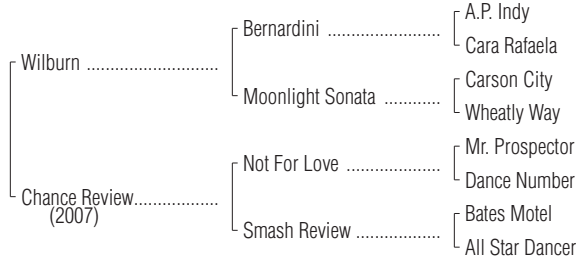 A.P. Indy
Bernardini ......................
Cara Rafaela
Wilburn ..........................
Carson City
Moonlight Sonata ...........
Wheatly Way
Mr. Prospector
Not For Love ...................
Dance Number
Chance Review.................
(2007)
Bates Motel
Smash Review .................
All Star Dancer